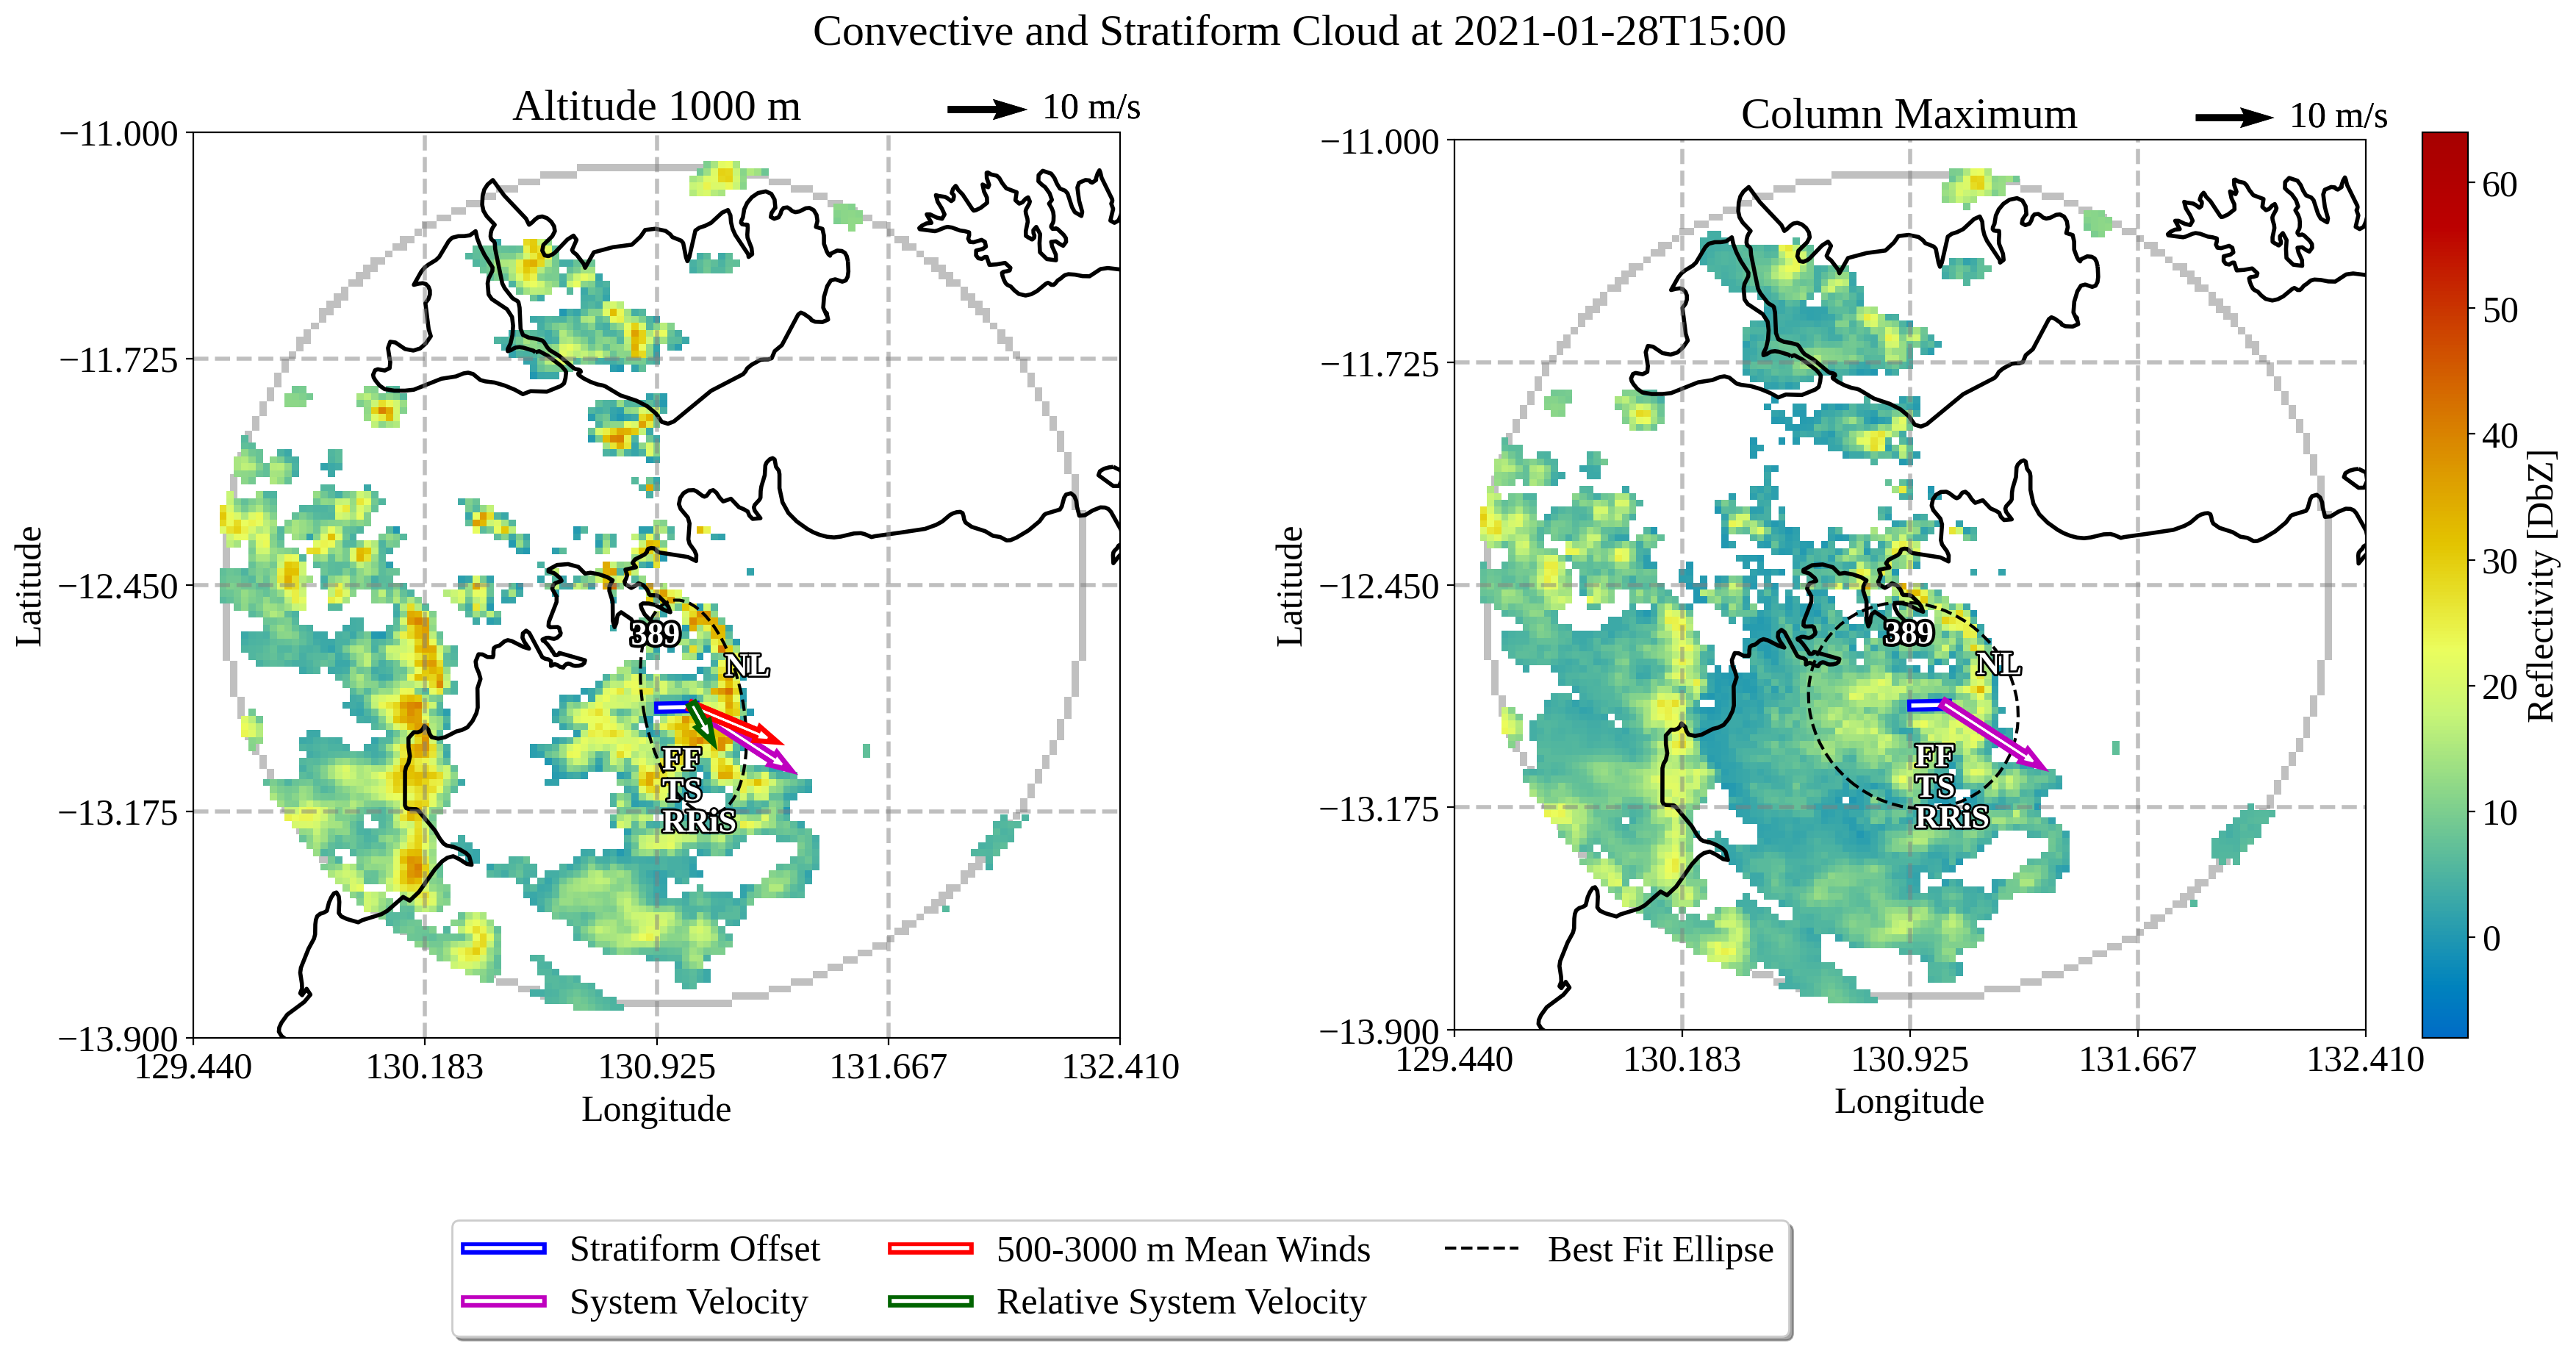 Convective and Stratiform Cloud at 2021-01-28T15:00
Altitude 1000 m
10 m/s
−11.000
−11.725
−12.450
−13.175
−13.900
Latitude
389
NL
FF
TS
RRiS
129.440
130.183
130.925
131.667
132.410
Longitude
Column Maximum
10 m/s
−11.000
−11.725
−12.450
−13.175
−13.900
Latitude
389
NL
FF
TS
RRiS
129.440
130.183
130.925
131.667
132.410
Longitude
60
50
40
30
20
10
0
Reflectivity [DbZ]
Stratiform Offset
System Velocity
500-3000 m Mean Winds
Relative System Velocity
Best Fit Ellipse